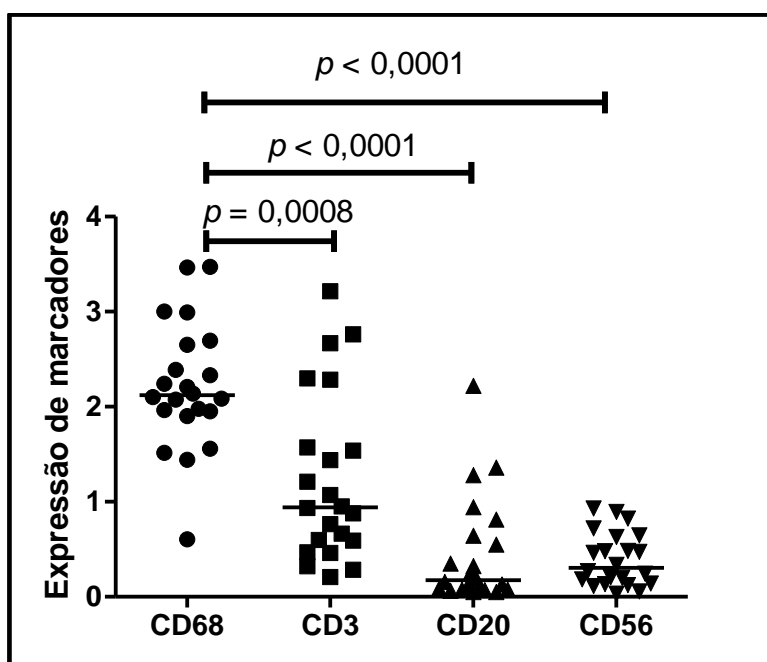 p < 0,0001
p < 0,0001
p = 0,0008
Expressão de marcadores
4
3
2
1
0
CD68 CD3 CD20 CD56